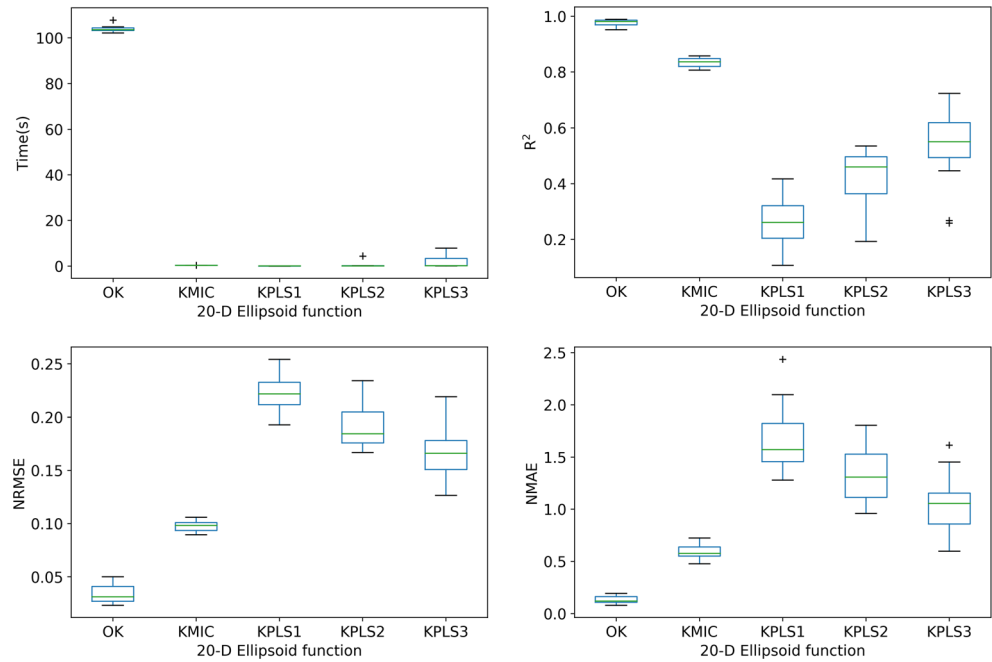 Time(s)
100
80
60
40
20
0
OK KMIC KPLS1 KPLS2 KPLS3
20-D Ellipsoid function
R²
1.0
0.8
0.6
0.4
0.2
OK KMIC KPLS1 KPLS2 KPLS3
20-D Ellipsoid function
NRMSE
0.25
0.20
0.15
0.10
0.05
OK KMIC KPLS1 KPLS2 KPLS3
20-D Ellipsoid function
NMAE
2.5
2.0
1.5
1.0
0.5
0.0
OK KMIC KPLS1 KPLS2 KPLS3
20-D Ellipsoid function